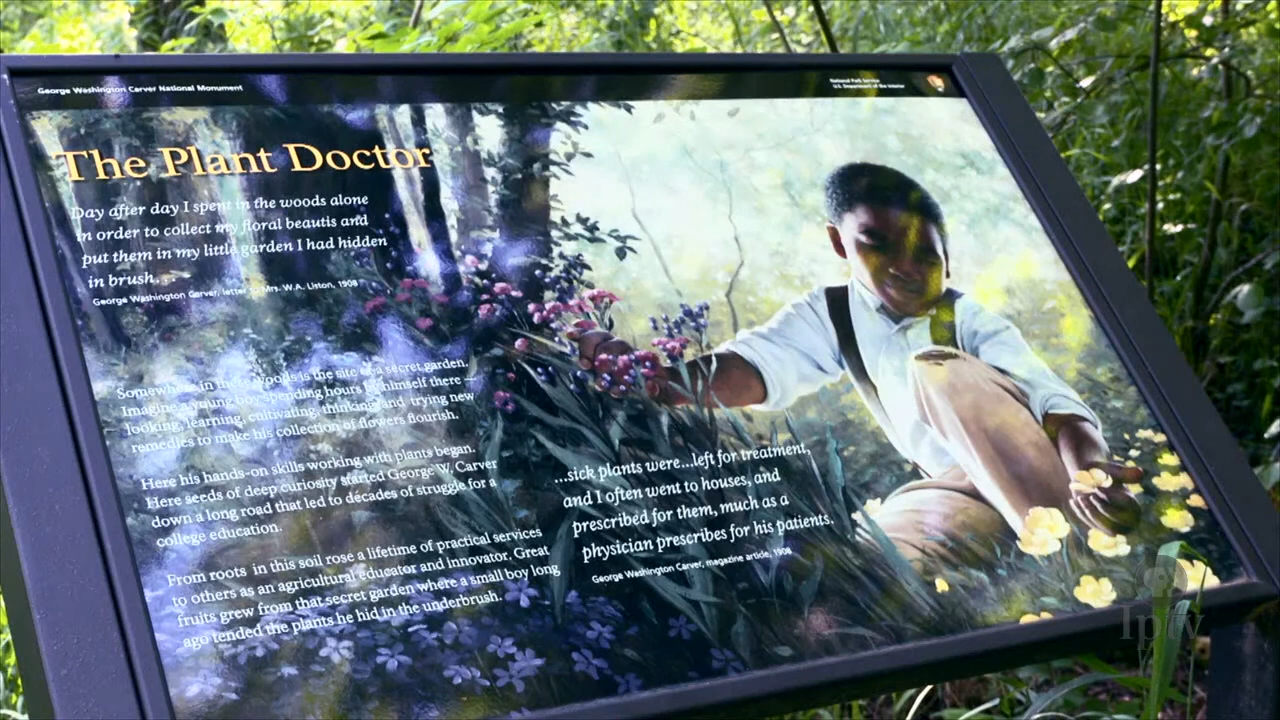 George Washington Carver National Monument
National Park Service
U.S. Department of the Interior
The Plant Doctor
Day after day I spent in the woods alone
in order to collect my floral beautis and
put them in my little garden I had hidden
in brush. . .
George Washington Carver, letter to Mrs. W.A. Liston, 1908
Somewhere in these woods is the site of a secret garden.
Imagine a young boy spending hours by himself there —
looking, learning, cultivating, thinking, and trying new
remedies to make his collection of flowers flourish.
Here his hands-on skills working with plants began.
Here seeds of deep curiosity started George W. Carver
down a long road that led to decades of struggle for a
college education.
From roots in this soil rose a lifetime of practical services
to others as an agricultural educator and innovator. Great
fruits grew from that secret garden where a small boy long
ago tended the plants he hid in the underbrush.
...sick plants were...left for treatment,
and I often went to houses, and
prescribed for them, much as a
physician prescribes for his patients.
George Washington Carver, magazine article, 1908
Iptv